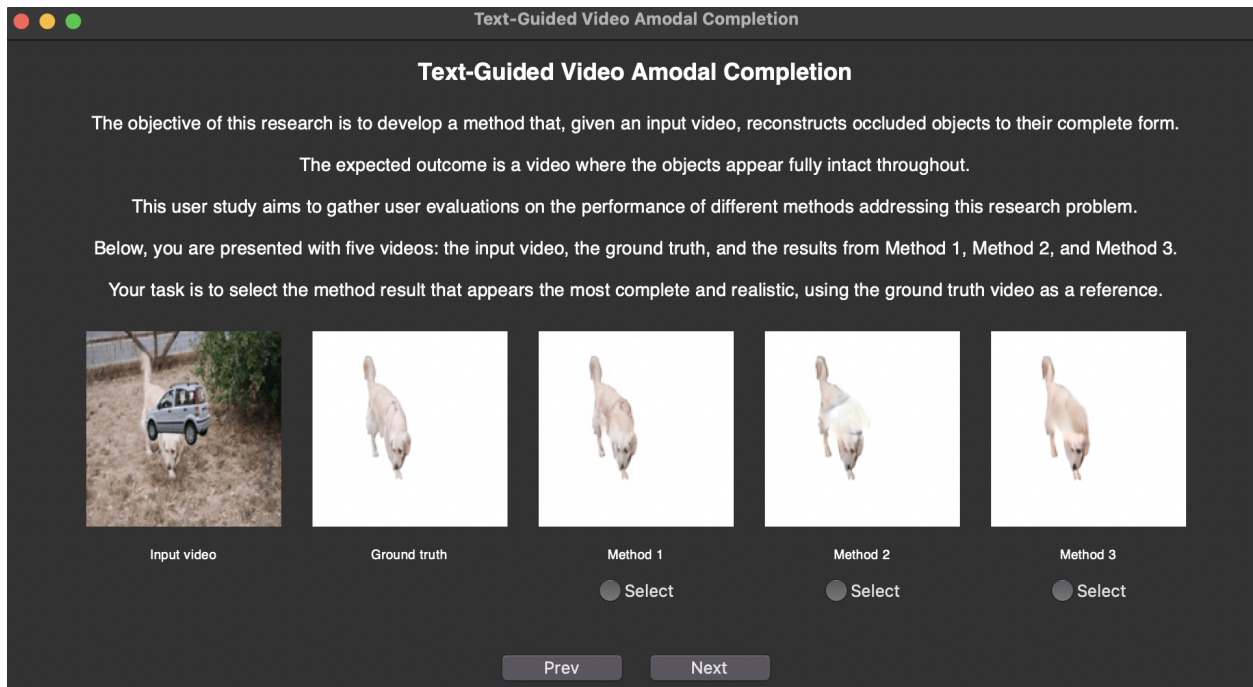 Text-Guided Video Amodal Completion
Text-Guided Video Amodal Completion
The objective of this research is to develop a method that, given an input video, reconstructs occluded objects to their complete form.
The expected outcome is a video where the objects appear fully intact throughout.
This user study aims to gather user evaluations on the performance of different methods addressing this research problem.
Below, you are presented with five videos: the input video, the ground truth, and the results from Method 1, Method 2, and Method 3.
Your task is to select the method result that appears the most complete and realistic, using the ground truth video as a reference.
Input video
Ground truth
Method 1
Method 2
Method 3
Select
Select
Select
Prev
Next